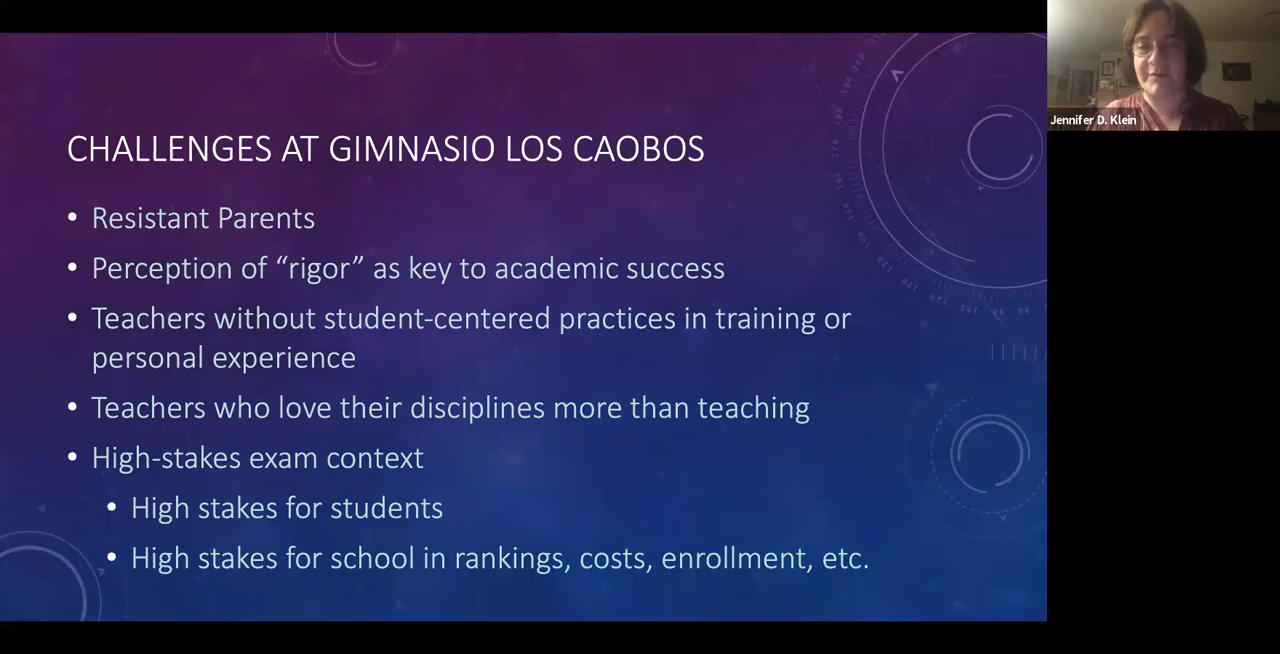 CHALLENGES AT GIMNASIO LOS CAOBOS
• Resistant Parents
• Perception of “rigor” as key to academic success
• Teachers without student-centered practices in training or
personal experience
• Teachers who love their disciplines more than teaching
• High-stakes exam context
• High stakes for students
• High stakes for school in rankings, costs, enrollment, etc.
Jennifer D. Klein